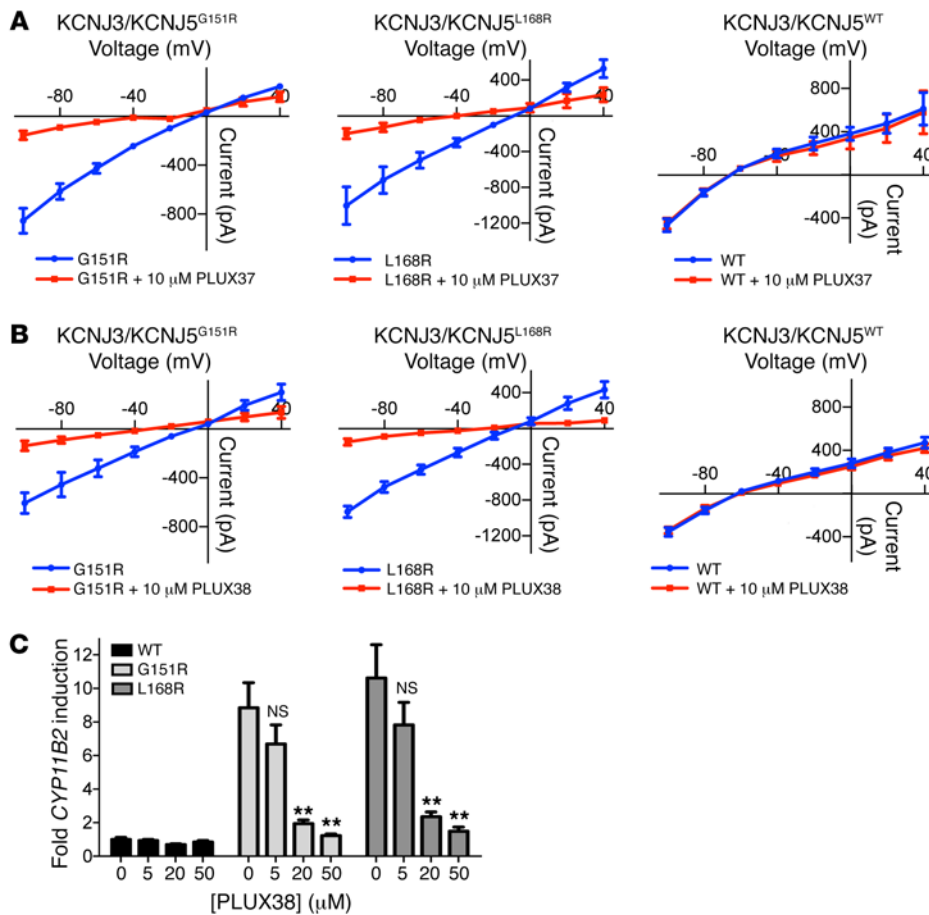 A
KCNJ3/KCNJ5G151R
Voltage (mV)
-80
-40
40
-400
-800
Current (pA)
G151R
G151R + 10 μM PLUX37
KCNJ3/KCNJ5L168R
Voltage (mV)
400
-80
-40
40
-400
-800
-1200
Current (pA)
L168R
L168R + 10 μM PLUX37
KCNJ3/KCNJ5WT
Voltage (mV)
800
400
-80
40
-400
Current
(pA)
WT
WT + 10 μM PLUX37
B
KCNJ3/KCNJ5G151R
Voltage (mV)
-80
-40
40
-400
-800
Current (pA)
G151R
G151R + 10 μM PLUX38
KCNJ3/KCNJ5L168R
Voltage (mV)
400
-80
-40
40
-400
-800
-1200
Current (pA)
L168R
L168R + 10 μM PLUX38
KCNJ3/KCNJ5WT
Voltage (mV)
800
400
-80
40
-400
Current
(pA)
WT
WT + 10 μM PLUX38
C
Fold CYP11B2 induction
12
10
8
6
4
2
0
WT
G151R
L168R
NS
**
**
NS
**
**
0 5 20 50 0 5 20 50 0 5 20 50
[PLUX38] (μM)